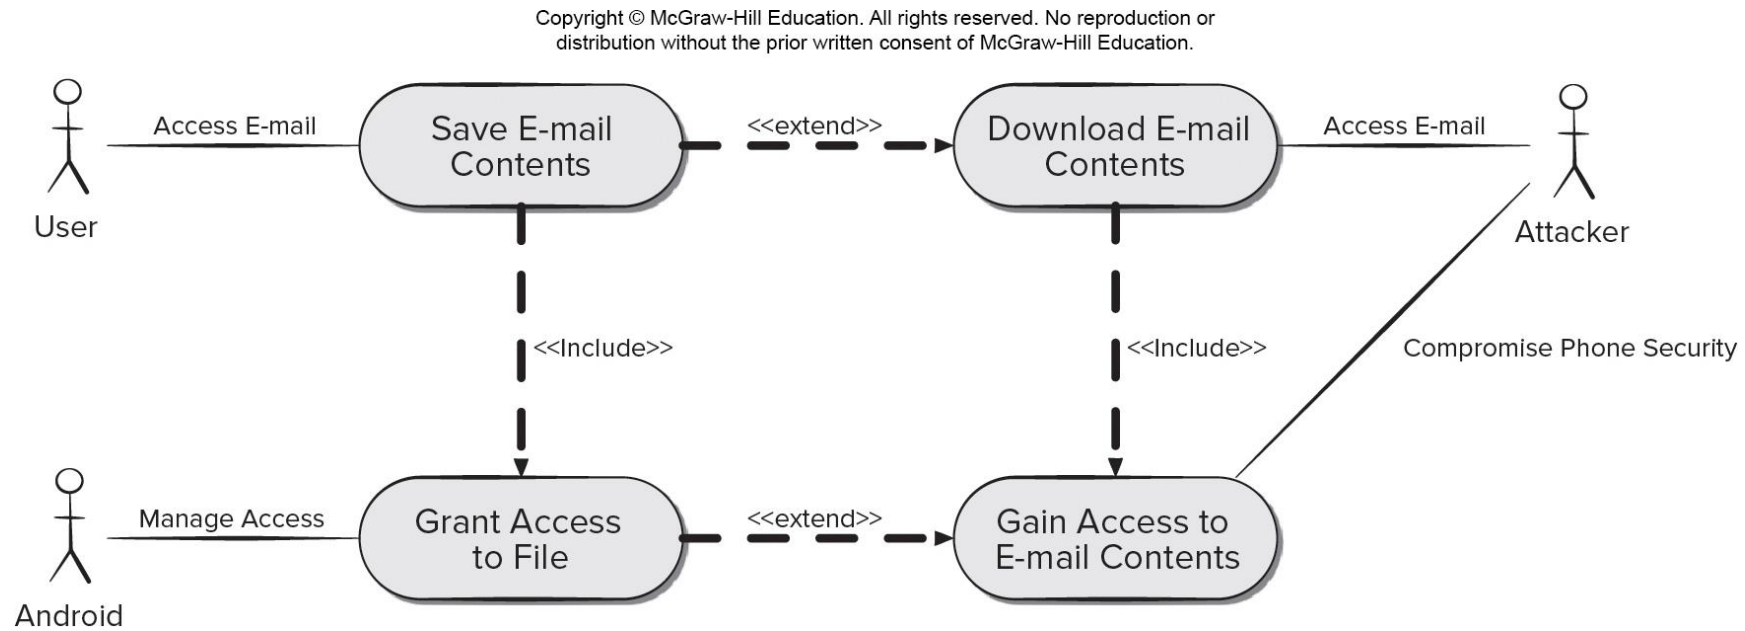 Copyright © McGraw-Hill Education. All rights reserved. No reproduction or
distribution without the prior written consent of McGraw-Hill Education.
Access E-mail
Save E-mail
Contents
<<extend>>
Download E-mail
Contents
Access E-mail
User
Attacker
<<Include>>
<<Include>>
Compromise Phone Security
Manage Access
Grant Access
to File
<<extend>>
Gain Access to
E-mail Contents
Android